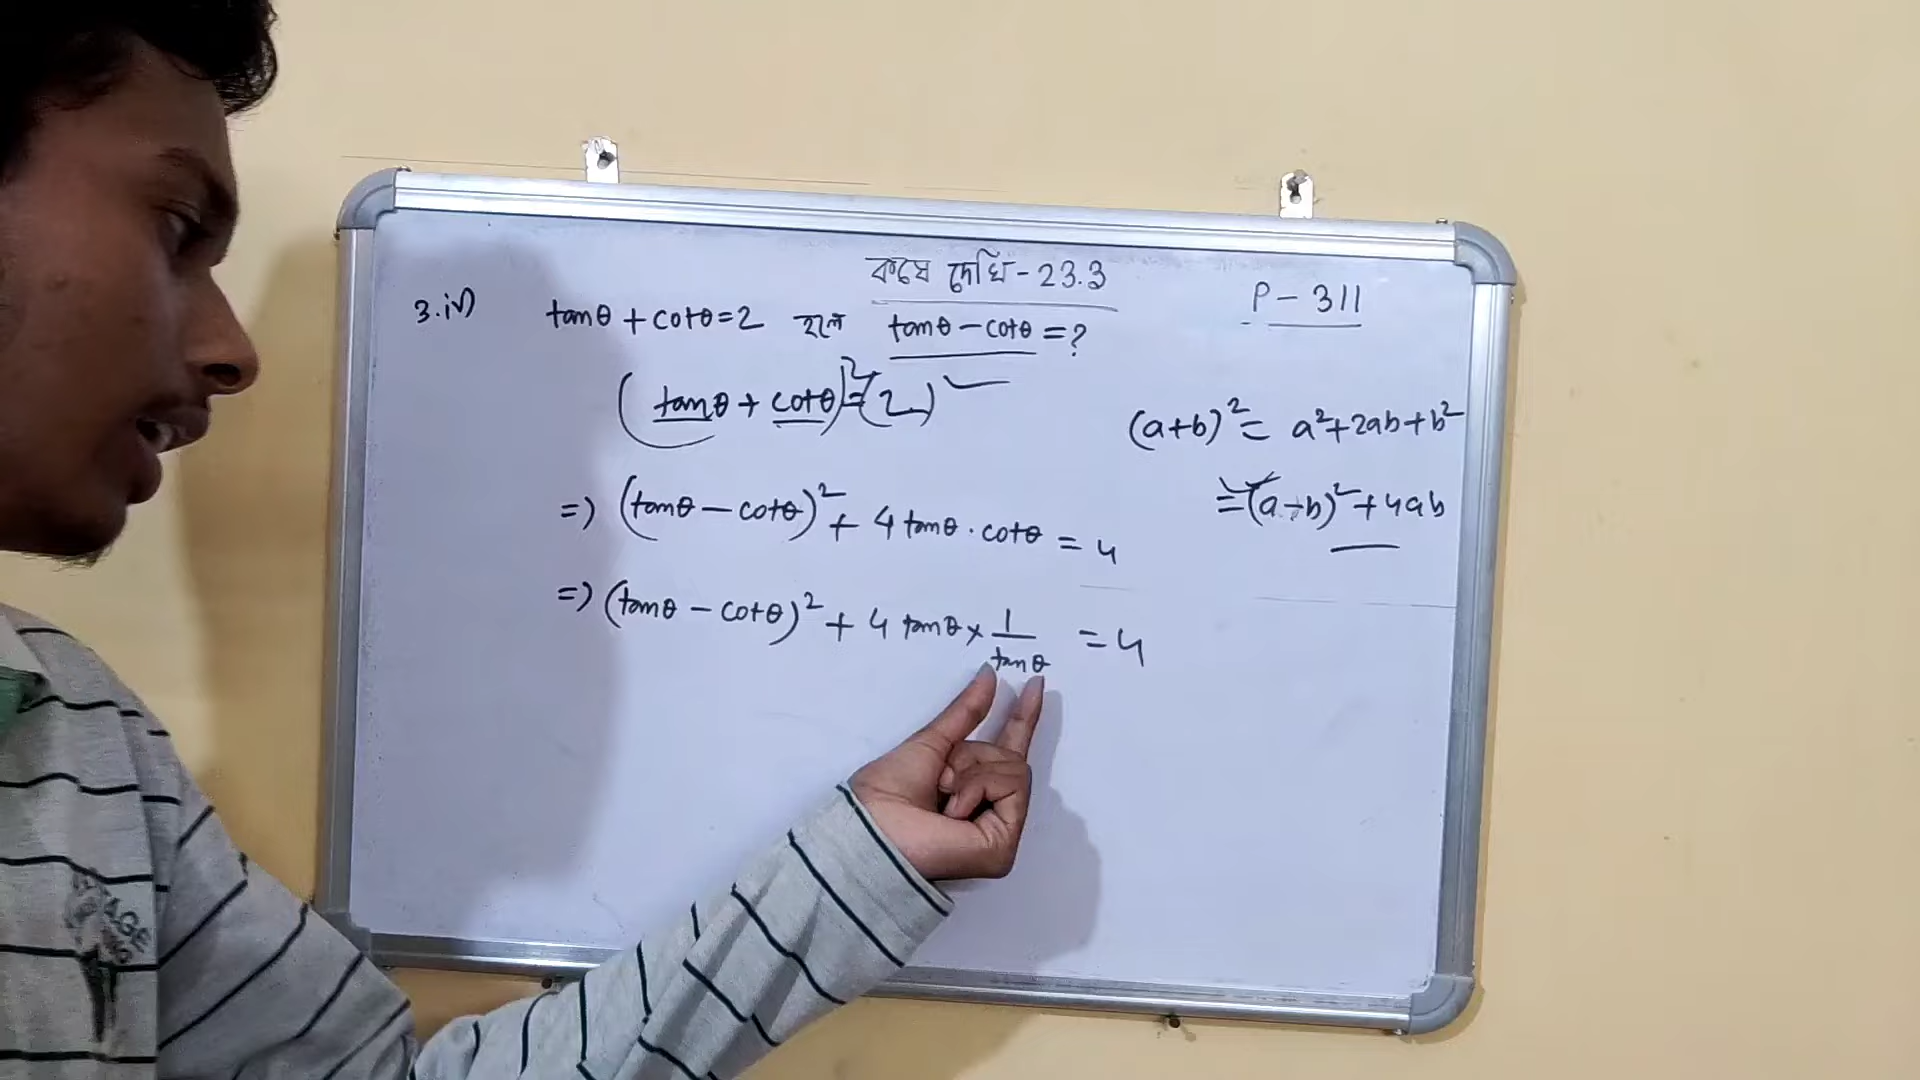 কষে দেখি - 23.3
P - 311
3.iv) tanθ + cotθ = 2 হলে tanθ - cotθ = ?
(tanθ + cotθ)² = (2)²
(a+b)² = a² + 2ab + b²
= (a-b)² + 4ab
=) (tanθ - cotθ)² + 4 tanθ · cotθ = 4
=) (tanθ - cotθ)² + 4 tanθ × 1/tanθ = 4